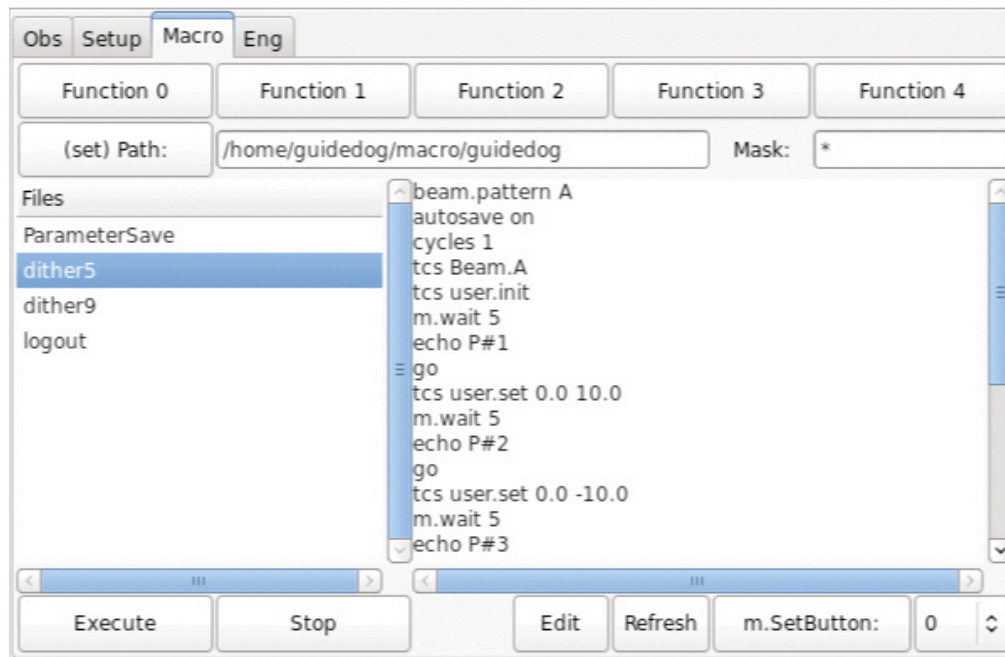 Obs Setup Macro Eng
Function 0 Function 1 Function 2 Function 3 Function 4
(set) Path: /home/guidedog/macro/guidedog Mask: *
Files
ParameterSave
dither5
dither9
logout
beam.pattern A
autosave on
cycles 1
tcs Beam.A
tcs user.init
m.wait 5
echo P#1
go
tcs user.set 0.0 10.0
m.wait 5
echo P#2
go
tcs user.set 0.0 -10.0
m.wait 5
echo P#3
Execute Stop Edit Refresh m.SetButton: 0